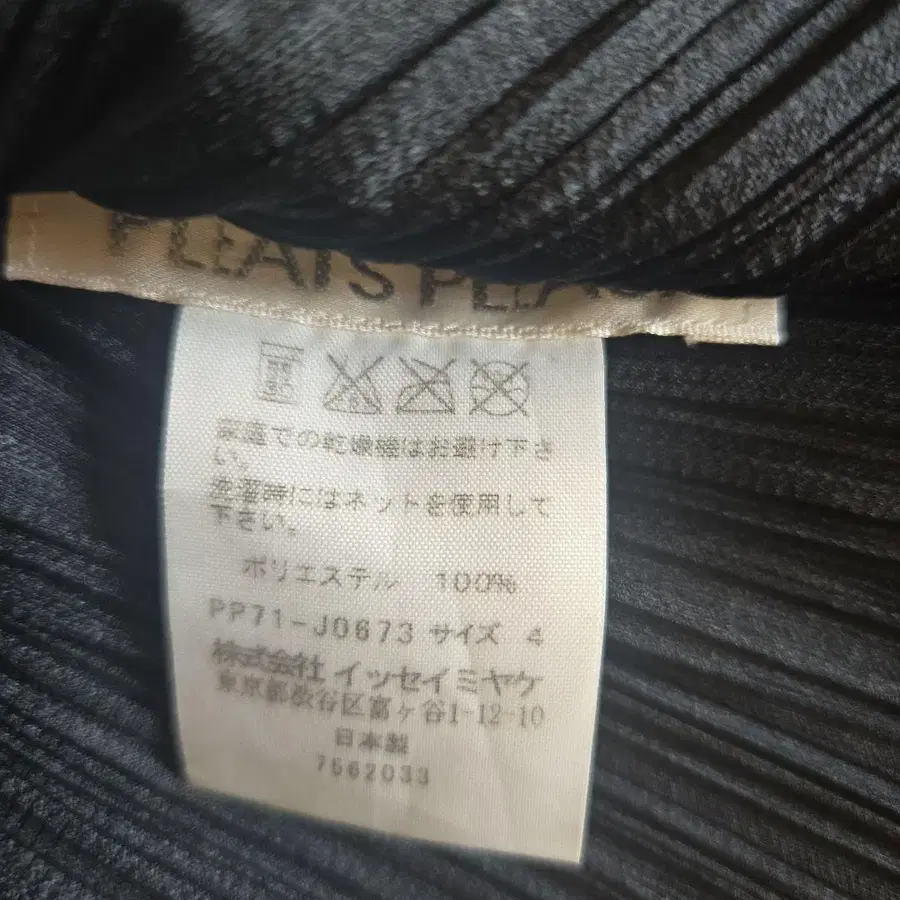 PLEATS PLEAS
家庭での乾燥機はお避け下さ
い。
洗濯時にはネットを使用して
下さい。
ポリエステル 100%
PP71-J0673 サイズ 4
株式会社 イッセイミヤケ
東京都渋谷区富ヶ谷1-12-10
日本製
7562033